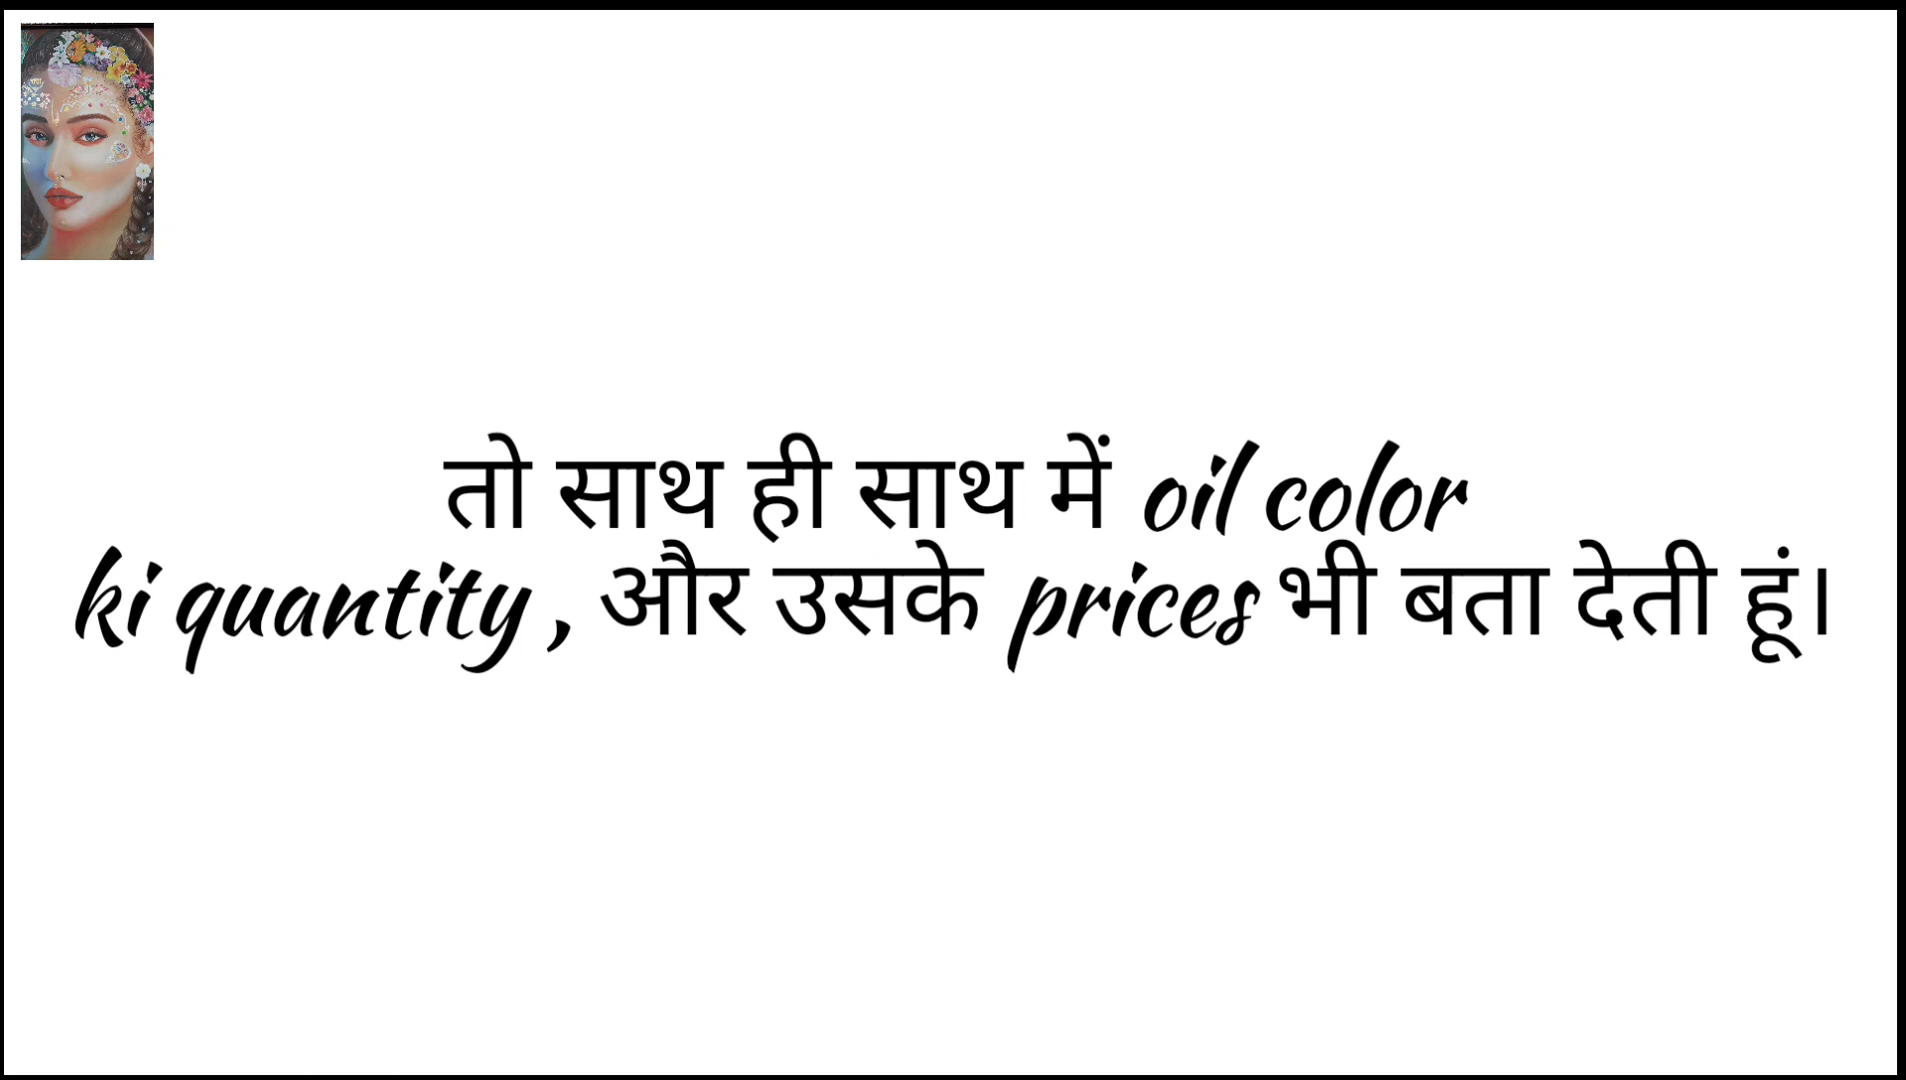 तो साथ ही साथ में oil color
ki quantity , और उसके prices भी बता देती हूं।